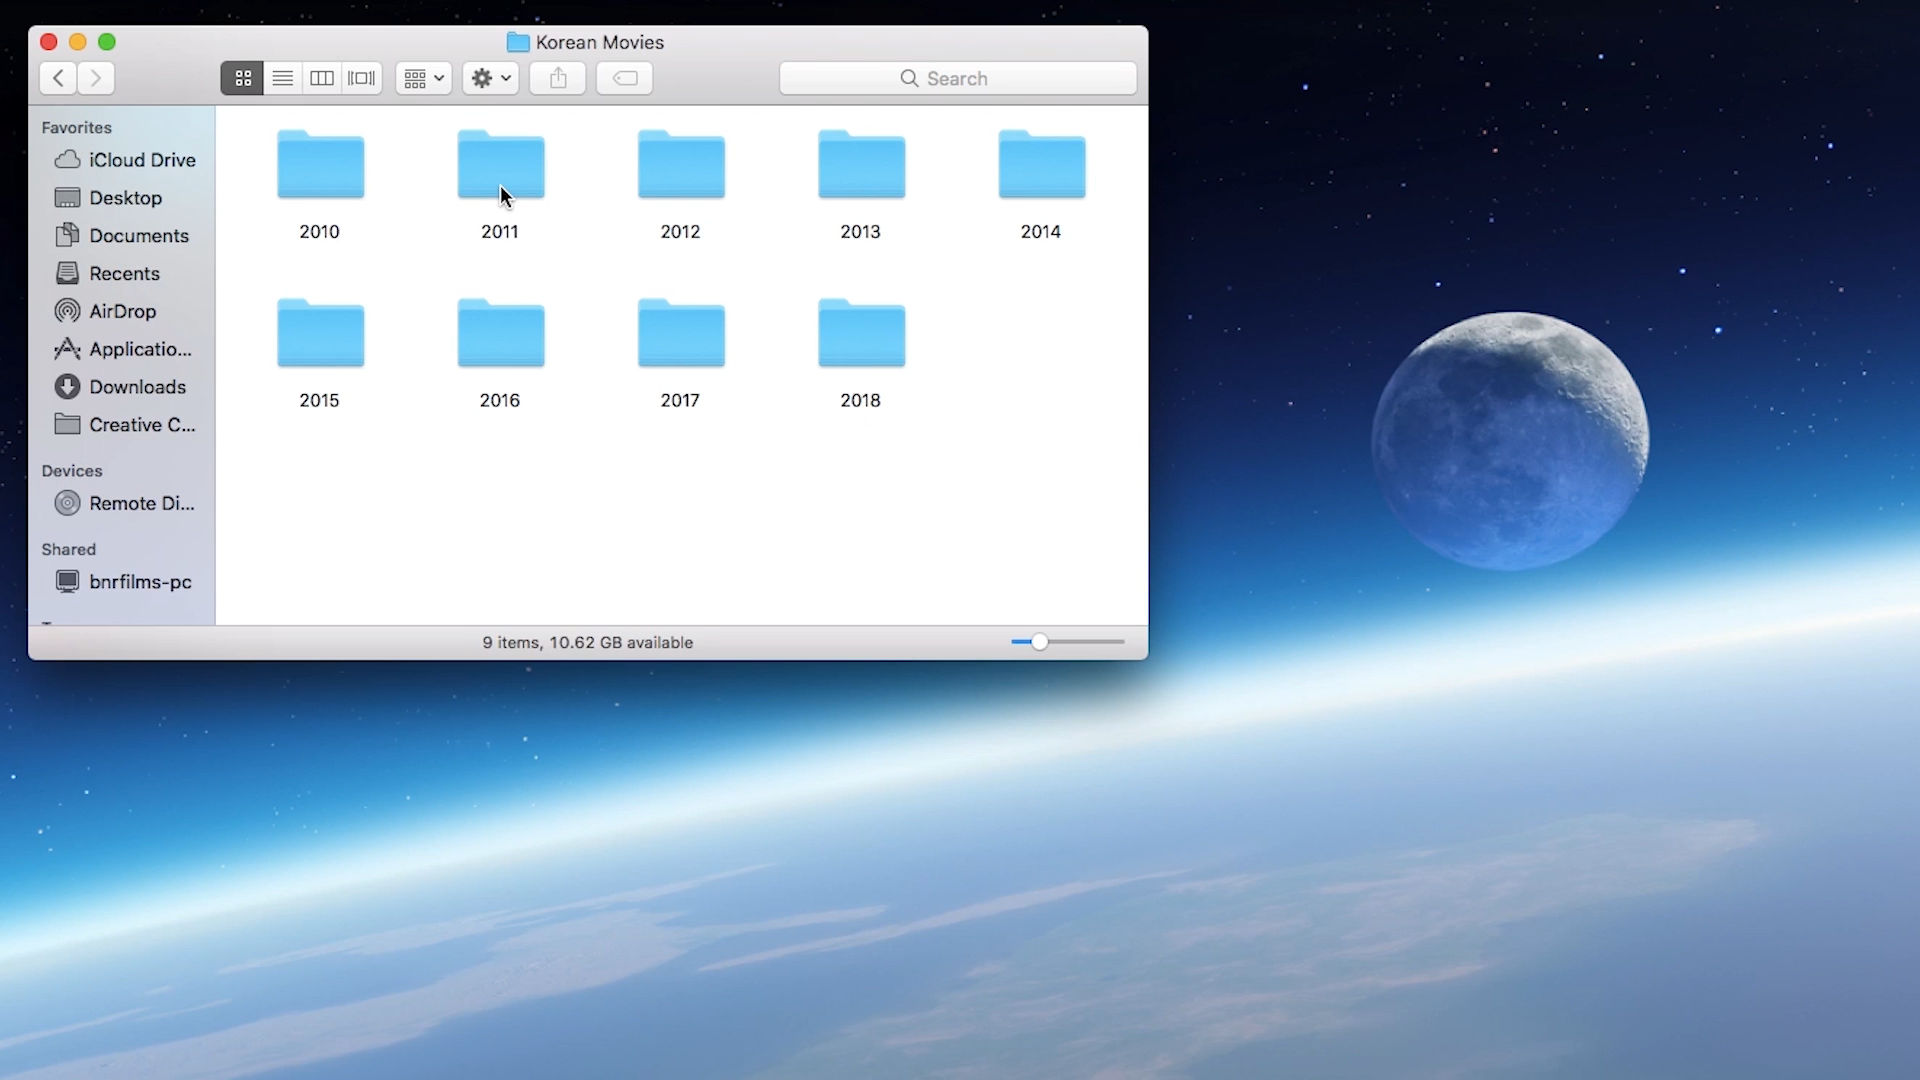 Korean Movies
Search
Favorites
iCloud Drive
Desktop
Documents
Recents
AirDrop
Applicatio...
Downloads
Creative C...
Devices
Remote Di...
Shared
bnrfilms-pc
2010
2011
2012
2013
2014
2015
2016
2017
2018
9 items, 10.62 GB available